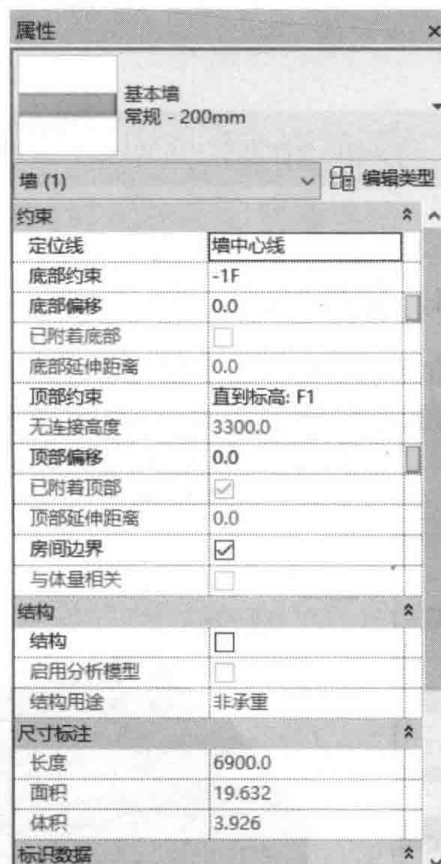 属性
基本墙
常规 - 200mm
墙 (1)
编辑类型
约束
定位线 墙中心线
底部约束 -1F
底部偏移 0.0
已附着底部
底部延伸距离 0.0
顶部约束 直到标高: F1
无连接高度 3300.0
顶部偏移 0.0
已附着顶部
顶部延伸距离 0.0
房间边界
与体量相关
结构
结构
启用分析模型
结构用途 非承重
尺寸标注
长度 6900.0
面积 19.632
体积 3.926
标识数据